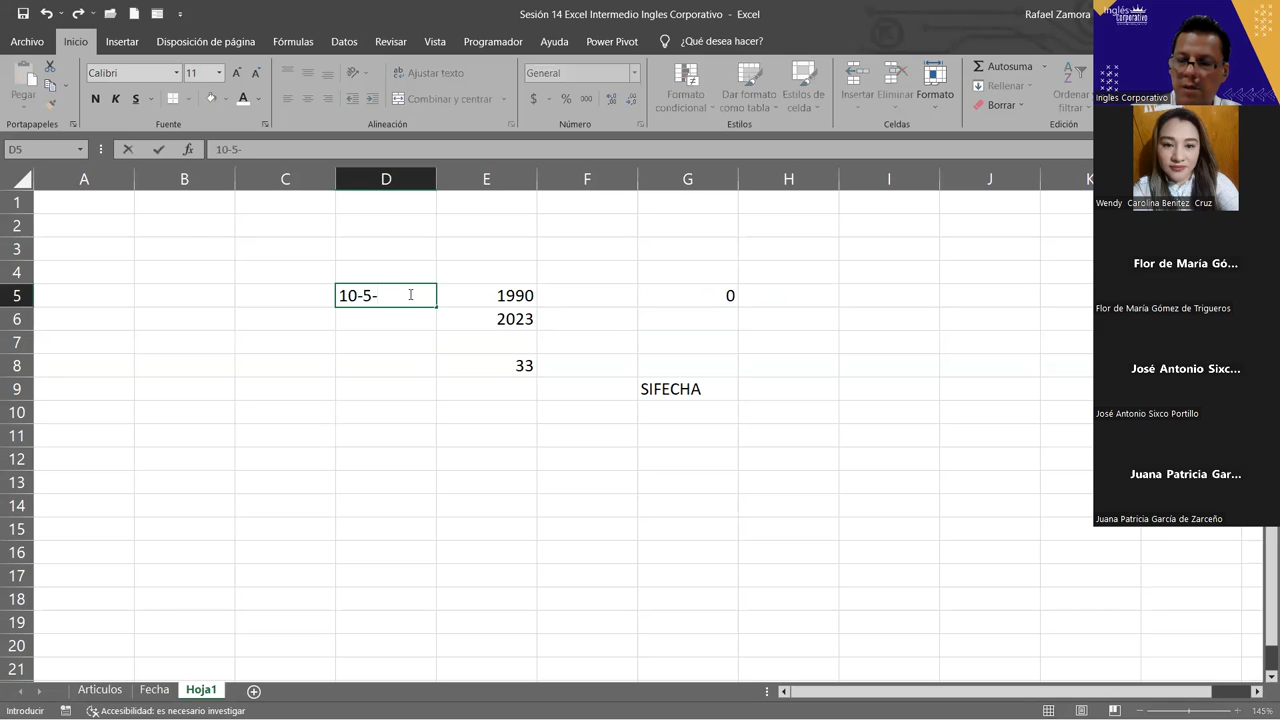 Sesión 14 Excel Intermedio Ingles Corporativo - Excel
Rafael Zamora
Archivo Inicio Insertar Disposición de página Fórmulas Datos Revisar Vista Programador Ayuda Power Pivot ¿Qué desea hacer?
Pegar
Calibri 11
N K S
Ajustar texto
Combinar y centrar
General
$ % 000
Formato condicional
Dar formato como tabla
Estilos de celda
Insertar Eliminar Formato
Autosuma
Rellenar
Borrar
Ordenar
filtrar
Portapapeles Fuente Alineación Número Estilos Celdas Edición
D5 fx 10-5-
A B C D E F G H I J K
1
2
3
4
5 10-5- 1990 0
6 2023
7
8 33
9 SIFECHA
10
11
12
13
14
15
16
17
18
19
20
21
Articulos Fecha Hoja1
Introducir Accesibilidad: es necesario investigar 145%
Inglés Corporativo
Ingles Corporativo
Wendy Carolina Benitez Cruz
Flor de María Gó...
Flor de María Gómez de Trigueros
José Antonio Sixc...
José Antonio Sixco Portillo
Juana Patricia Gar...
Juana Patricia García de Zarceño